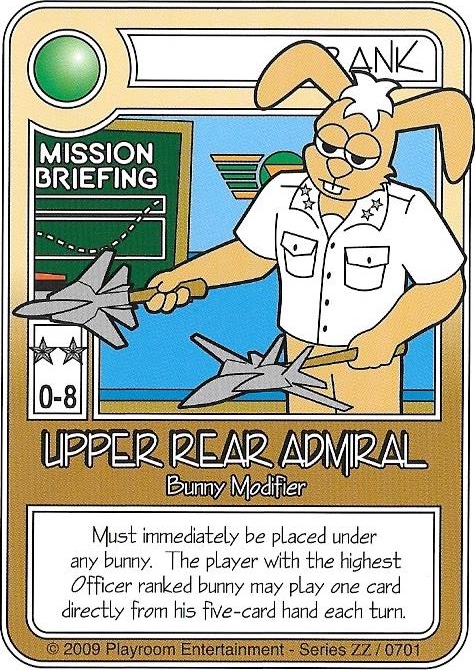 RANK
MISSION
BRIEFING
0-8
UPPER REAR ADMIRAL
Bunny Modifier
Must immediately be placed under
any bunny. The player with the highest
Officer ranked bunny may play one card
directly from his five-card hand each turn.
© 2009 Playroom Entertainment - Series ZZ / 0701